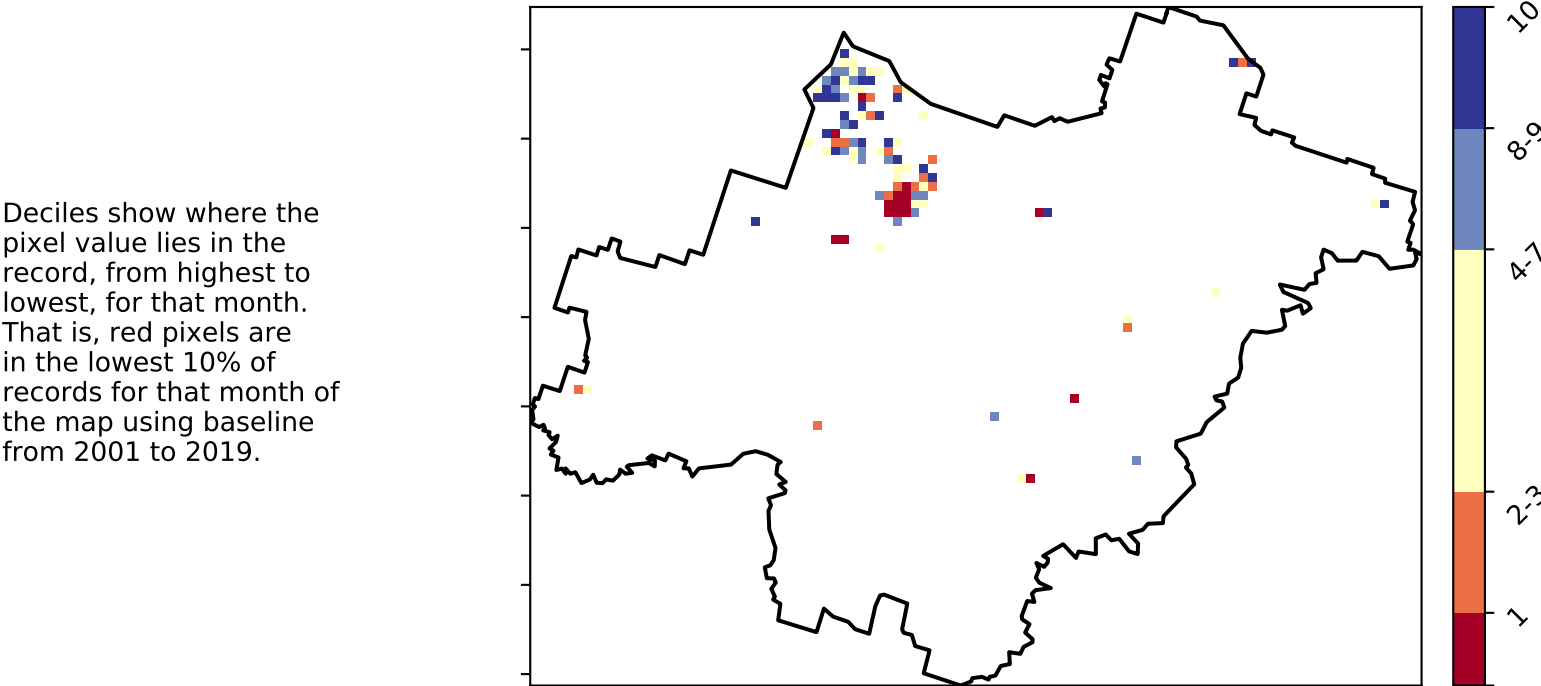 Deciles show where the
pixel value lies in the
record, from highest to
lowest, for that month.
That is, red pixels are
in the lowest 10% of
records for that month of
the map using baseline
from 2001 to 2019.
10
8-9
4-7
2-3
1